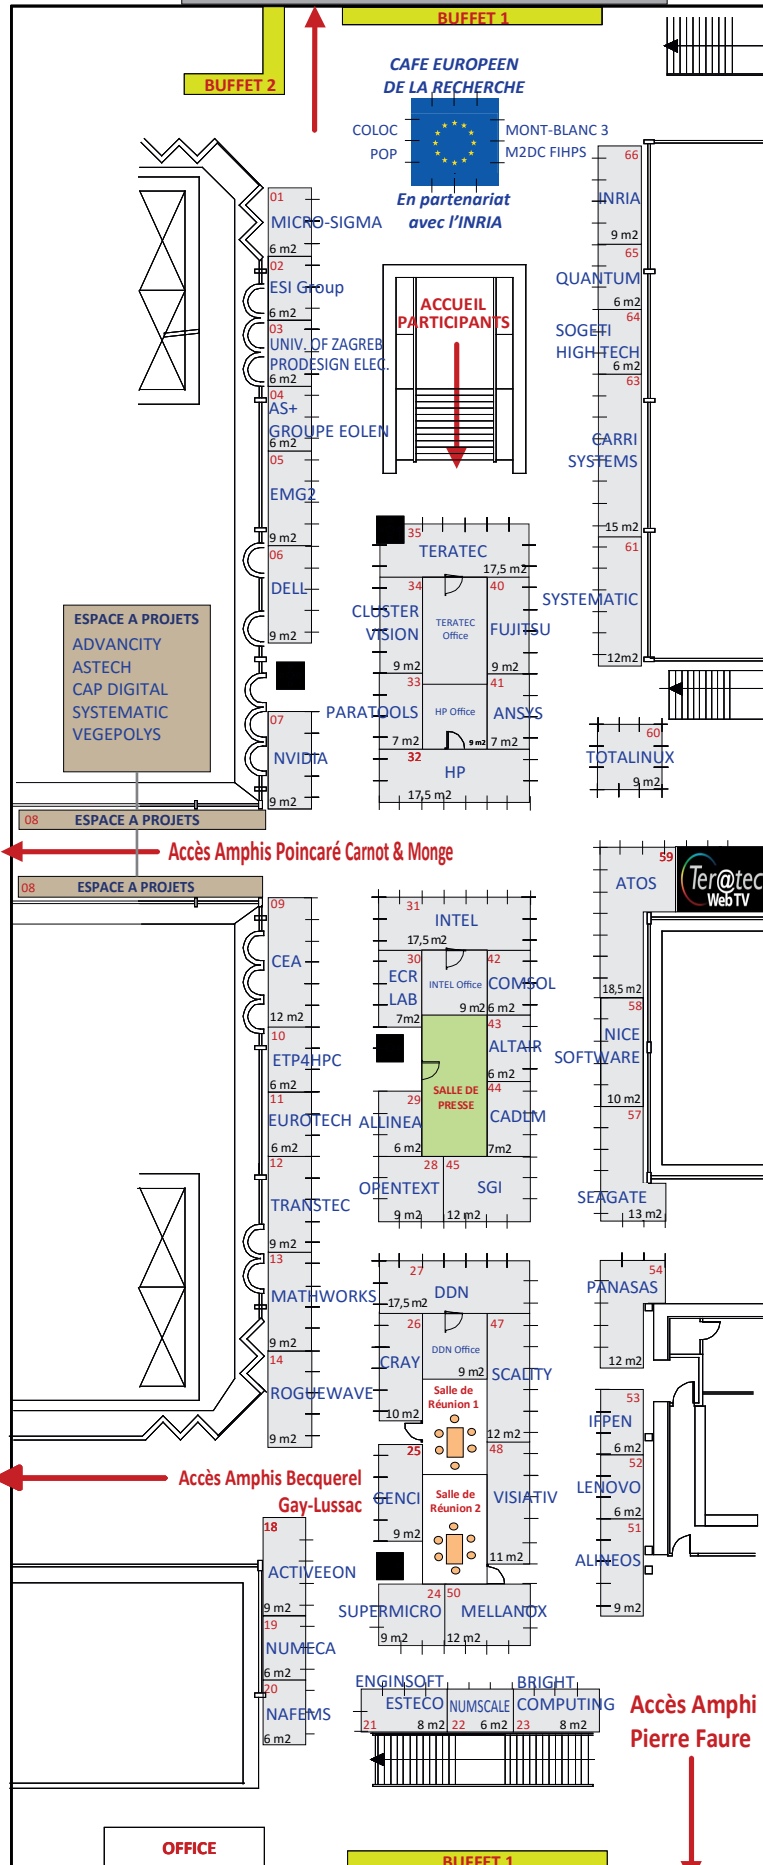 BUFFET 1
BUFFET 2
CAFE EUROPEEN
DE LA RECHERCHE
COLOC
POP
MONT-BLANC 3
M2DC FIHPS
En partenariat
avec l'INRIA
ACCUEIL
PARTICIPANTS
01
MICRO-SIGMA
6 m2
02
ESI Group
6 m2
03
UNIV. OF ZAGREB
PRODESIGN ELEC.
6 m2
04
AS+
GROUPE EOLEN
6 m2
05
EMG2
9 m2
06
DELL
9 m2
ESPACE A PROJETS
ADVANCITY
ASTECH
CAP DIGITAL
SYSTEMATIC
VEGEPOLYS
07
NVIDIA
9 m2
08
ESPACE A PROJETS
Accès Amphis Poincaré Carnot & Monge
08
ESPACE A PROJETS
66
INRIA
9 m2
65
QUANTUM
6 m2
64
SOGETI
HIGH TECH
6 m2
63
CARRI
SYSTEMS
15 m2
61
SYSTEMATIC
12m2
60
TOTALINUX
9 m2
35
TERATEC
17,5 m2
34
CLUSTER
VISION
9 m2
TERATEC
Office
40
FUJITSU
9 m2
33
PARATOOLS
7 m2
HP Office
9 m2
41
ANSYS
7 m2
32
HP
17,5 m2
59
ATOS
18,5 m2
Ter@tec
Web TV
58
NICE
SOFTWARE
10 m2
57
SEAGATE
13 m2
09
CEA
12 m2
10
ETP4HPC
6 m2
11
EUROTECH
6 m2
12
TRANSTEC
9 m2
13
MATHWORKS
9 m2
14
ROGUEWAVE
9 m2
31
INTEL
17,5 m2
30
ECR
LAB
7m2
INTEL Office
9 m2
42
COMSOL
6 m2
43
ALTAIR
6 m2
SALLE DE
PRESSE
44
CADLM
7m2
29
ALLINEA
6 m2
28
OPENTEXT
9 m2
45
SGI
12 m2
27
DDN
17,5 m2
26
CRAY
10 m2
DDN Office
9 m2
47
SCALITY
12 m2
Salle de
Réunion 1
25
GENCI
9 m2
Salle de
Réunion 2
48
VISIATIV
11 m2
24
SUPERMICRO
9 m2
50
MELLANOX
12 m2
54
PANASAS
12 m2
53
IFPEN
6 m2
52
LENOVO
6 m2
51
ALINEOS
9 m2
Accès Amphis Becquerel
Gay-Lussac
18
ACTIVEEON
9 m2
19
NUMECA
6 m2
20
NAFEMS
6 m2
ENGINSOFT
ESTECO
21
8 m2
NUMSCALE
22
6 m2
BRIGHT
COMPUTING
23
8 m2
Accès Amphi
Pierre Faure
OFFICE
BUFFET 1